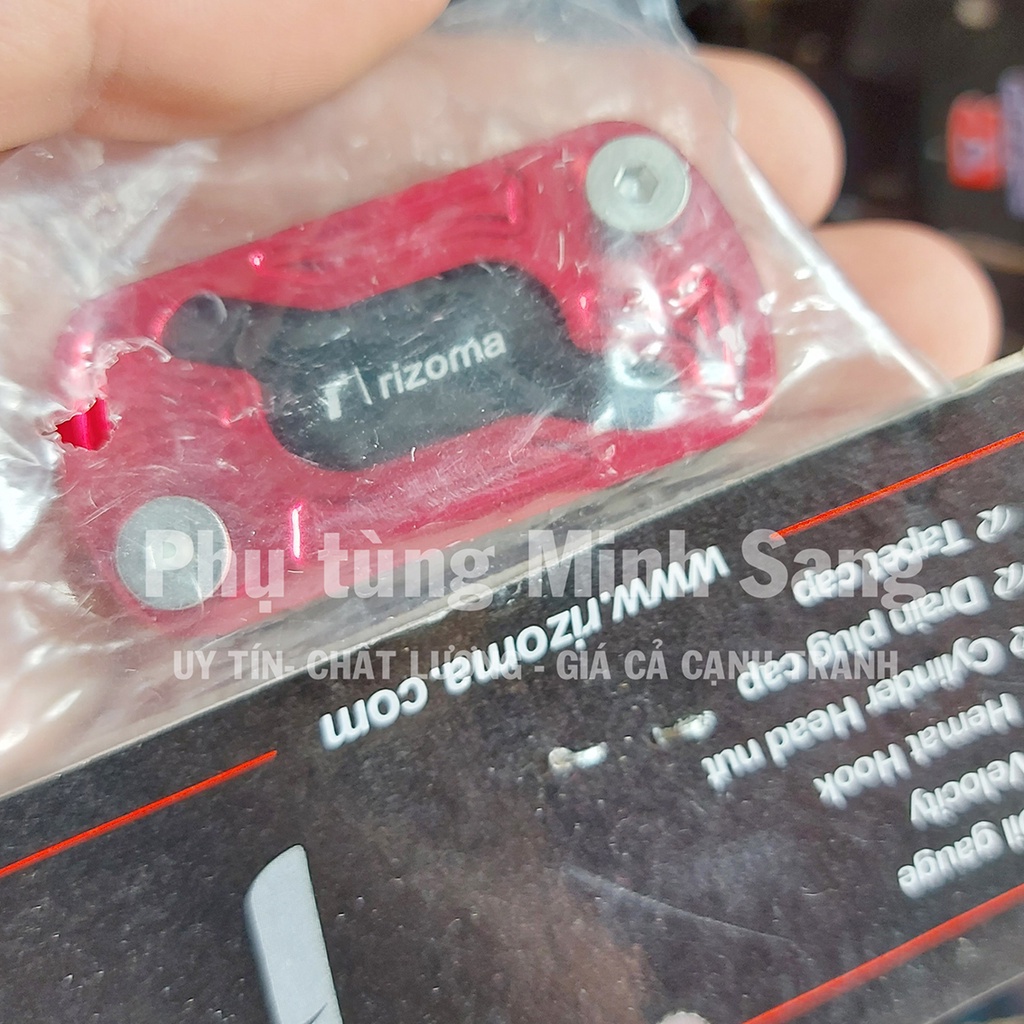 rizoma
Phụ tùng Minh Sang
UY TÍN- CHẤT LƯỢNG - GIÁ CẢ CẠNH TRANH
www.rizoma.com
Tapet cap
Drain plug cap
Cylinder Head nut
Hemat Hook
Velocity
gauge